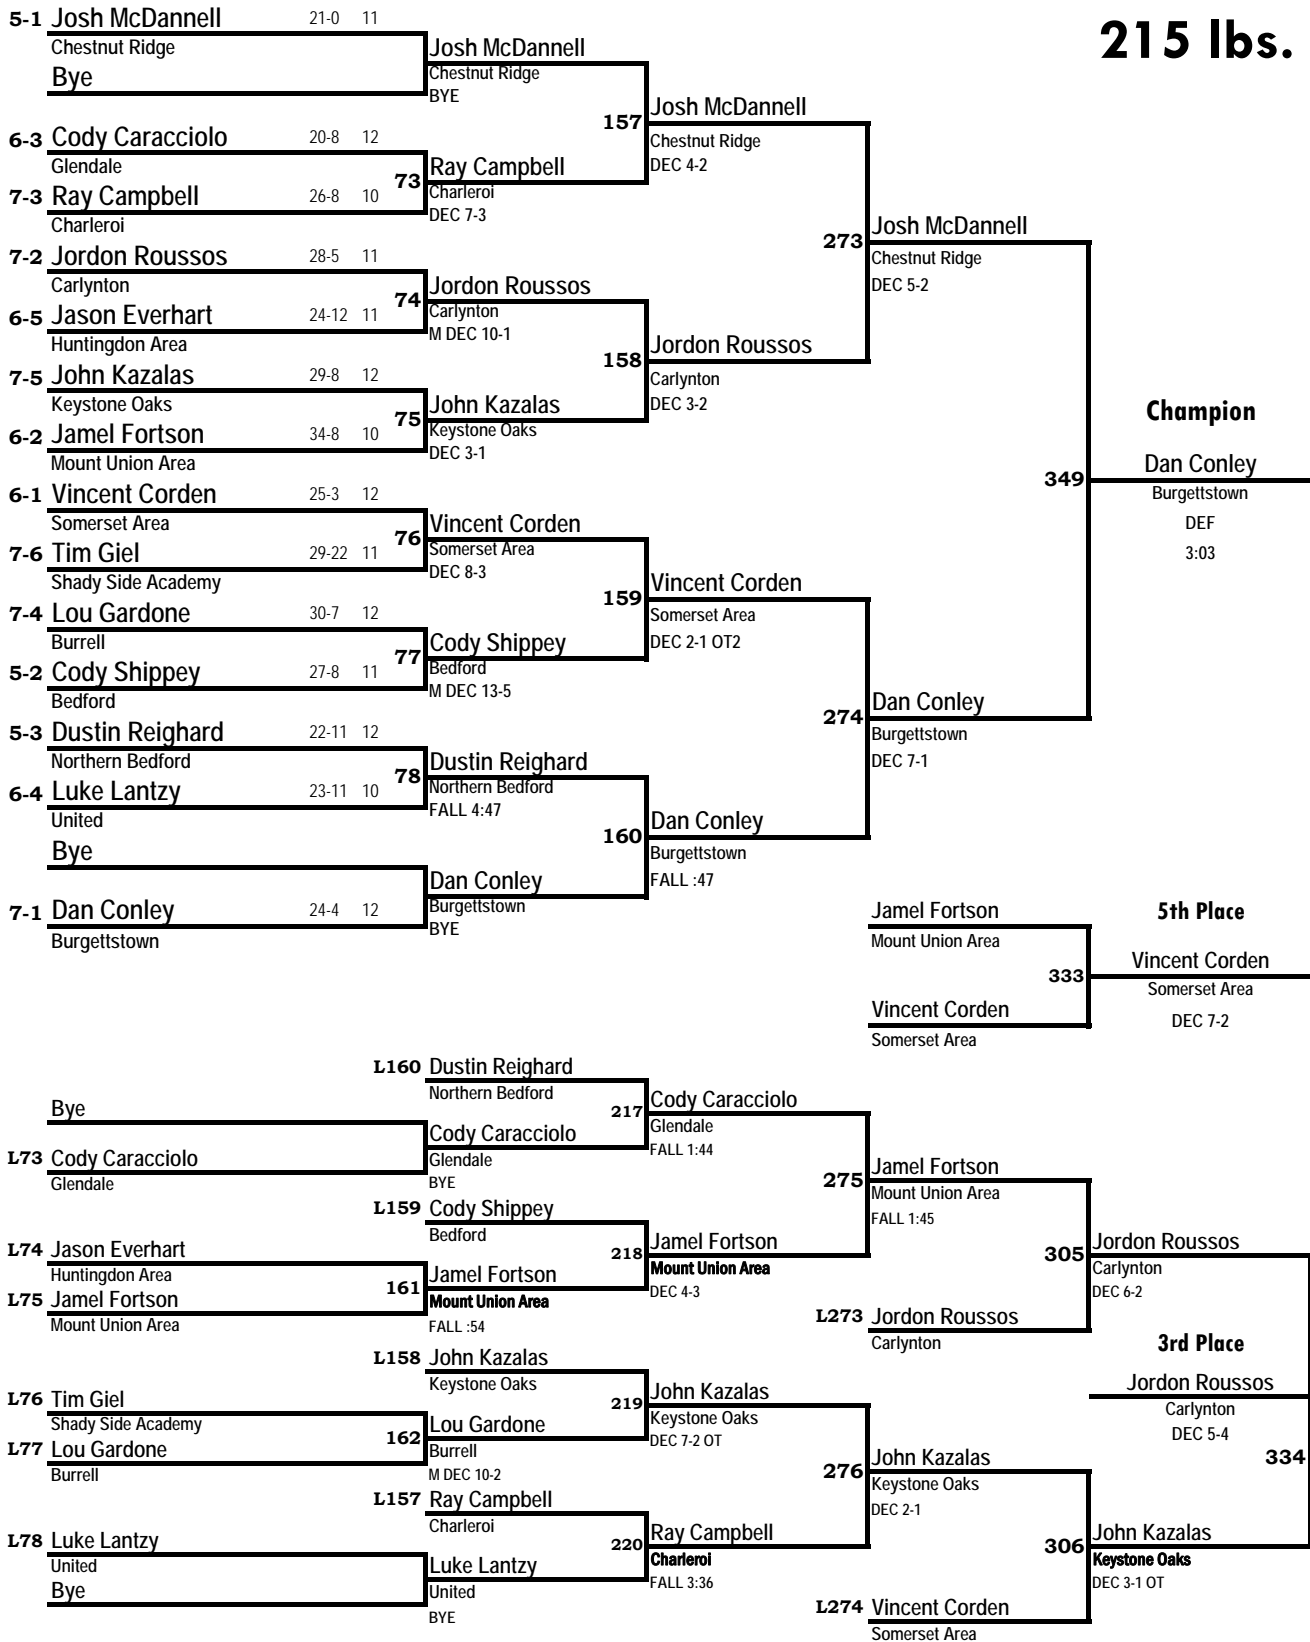 215 lbs.
5-1 Josh McDannell 21-0 11
Chestnut Ridge
Bye
Josh McDannell
Chestnut Ridge
BYE
6-3 Cody Caracciolo 20-8 12
Glendale
73
7-3 Ray Campbell 26-8 10
Charleroi
Ray Campbell
Charleroi
DEC 7-3
157
Josh McDannell
Chestnut Ridge
DEC 4-2
7-2 Jordon Roussos 28-5 11
Carlynton
74
6-5 Jason Everhart 24-12 11
Huntingdon Area
Jordon Roussos
Carlynton
M DEC 10-1
7-5 John Kazalas 29-8 12
Keystone Oaks
75
6-2 Jamel Fortson 34-8 10
Mount Union Area
John Kazalas
Keystone Oaks
DEC 3-1
158
Jordon Roussos
Carlynton
DEC 3-2
273
Josh McDannell
Chestnut Ridge
DEC 5-2
6-1 Vincent Corden 25-3 12
Somerset Area
76
7-6 Tim Giel 29-22 11
Shady Side Academy
Vincent Corden
Somerset Area
DEC 8-3
7-4 Lou Gardone 30-7 12
Burrell
77
5-2 Cody Shippey 27-8 11
Bedford
Cody Shippey
Bedford
M DEC 13-5
159
Vincent Corden
Somerset Area
DEC 2-1 OT2
5-3 Dustin Reighard 22-11 12
Northern Bedford
78
6-4 Luke Lantzy 23-11 10
United
Dustin Reighard
Northern Bedford
FALL 4:47
Bye
7-1 Dan Conley 24-4 12
Burgettstown
Dan Conley
Burgettstown
BYE
160
Dan Conley
Burgettstown
FALL :47
274
Dan Conley
Burgettstown
DEC 7-1
349
Champion
Dan Conley
Burgettstown
DEF
3:03
Jamel Fortson
Mount Union Area
333
Vincent Corden
Somerset Area
5th Place
Vincent Corden
Somerset Area
DEC 7-2
L160 Dustin Reighard
Northern Bedford
Bye
L73 Cody Caracciolo
Glendale
Cody Caracciolo
Glendale
BYE
217
Cody Caracciolo
Glendale
FALL 1:44
L159 Cody Shippey
Bedford
L74 Jason Everhart
Huntingdon Area
161
L75 Jamel Fortson
Mount Union Area
Jamel Fortson
Mount Union Area
FALL :54
218
Jamel Fortson
Mount Union Area
DEC 4-3
275
Jamel Fortson
Mount Union Area
FALL 1:45
L273 Jordon Roussos
Carlynton
305
Jordon Roussos
Carlynton
DEC 6-2
L158 John Kazalas
Keystone Oaks
L76 Tim Giel
Shady Side Academy
162
L77 Lou Gardone
Burrell
Lou Gardone
Burrell
M DEC 10-2
219
John Kazalas
Keystone Oaks
DEC 7-2 OT
L157 Ray Campbell
Charleroi
L78 Luke Lantzy
United
Bye
Luke Lantzy
United
BYE
220
Ray Campbell
Charleroi
FALL 3:36
276
John Kazalas
Keystone Oaks
DEC 2-1
L274 Vincent Corden
Somerset Area
306
John Kazalas
Keystone Oaks
DEC 3-1 OT
3rd Place
Jordon Roussos
Carlynton
DEC 5-4
334